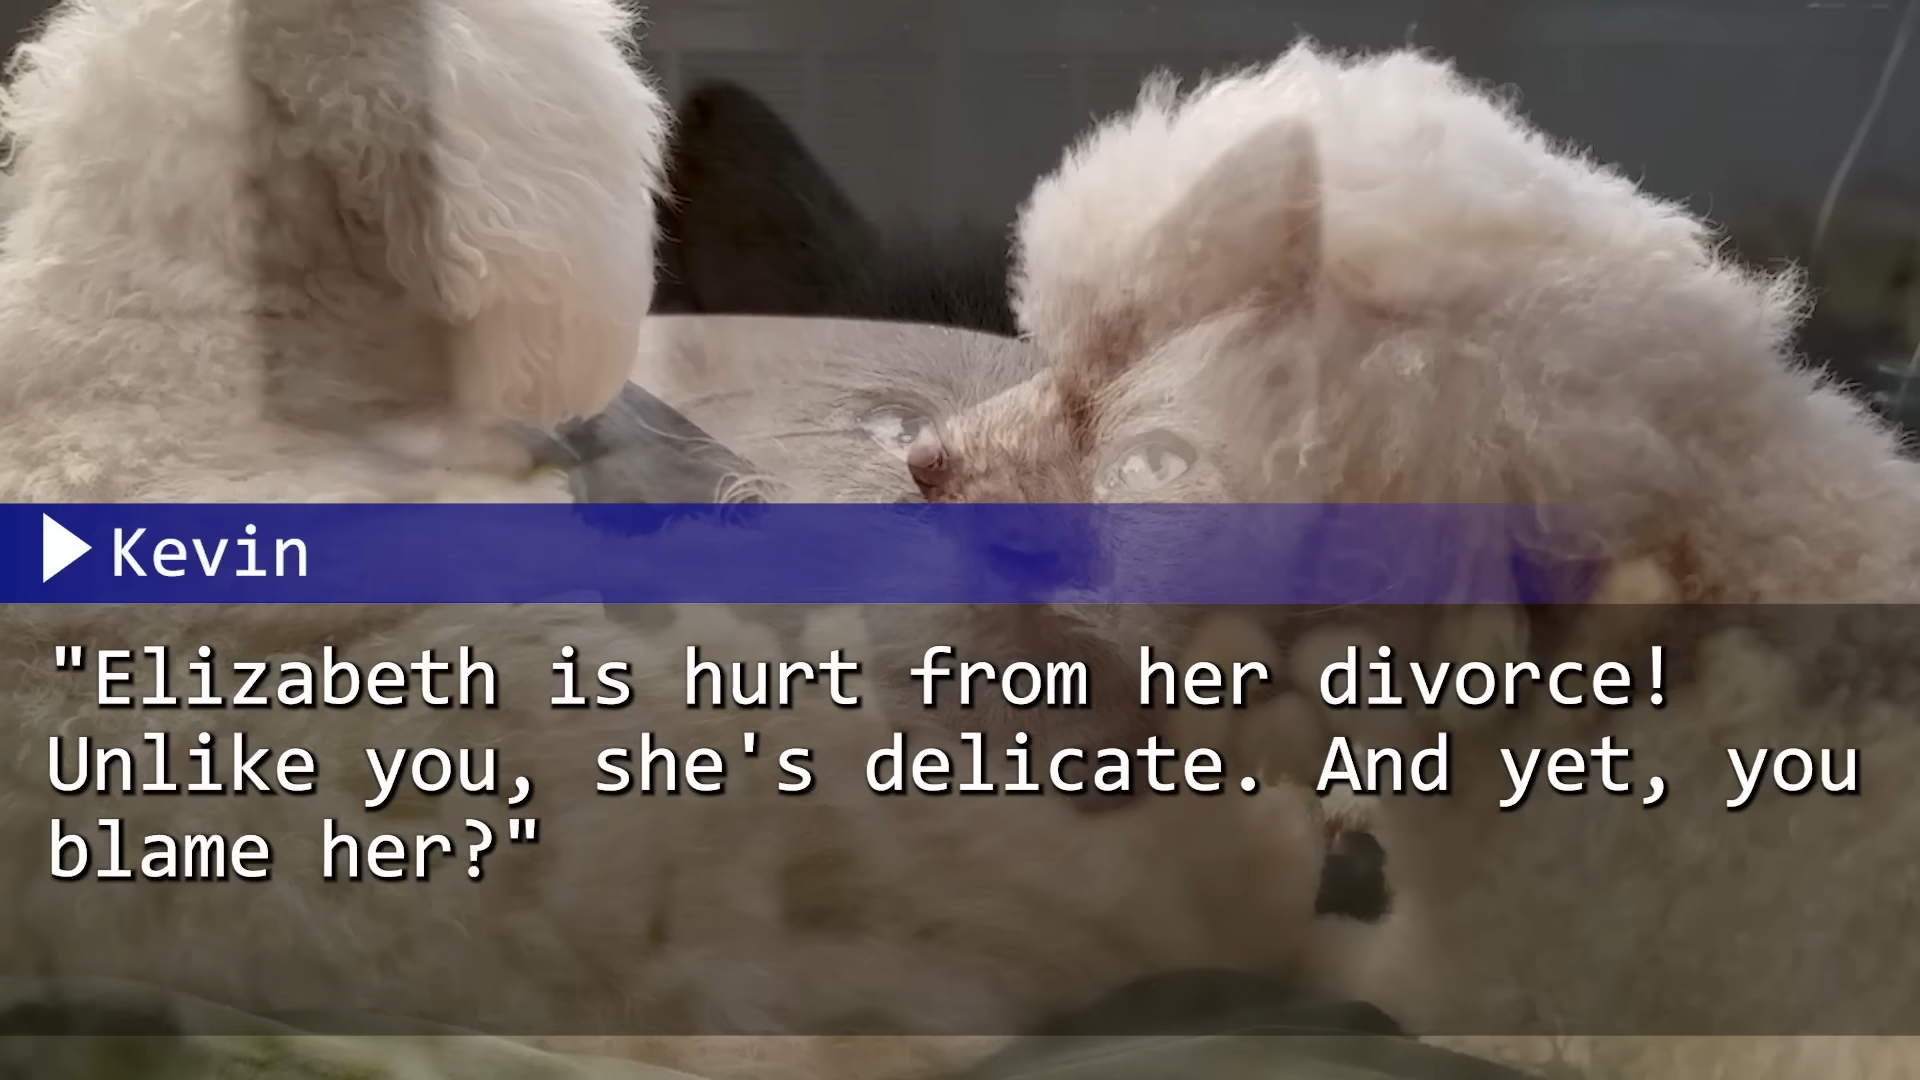 Kevin
"Elizabeth is hurt from her divorce!
Unlike you, she's delicate. And yet, you
blame her?"